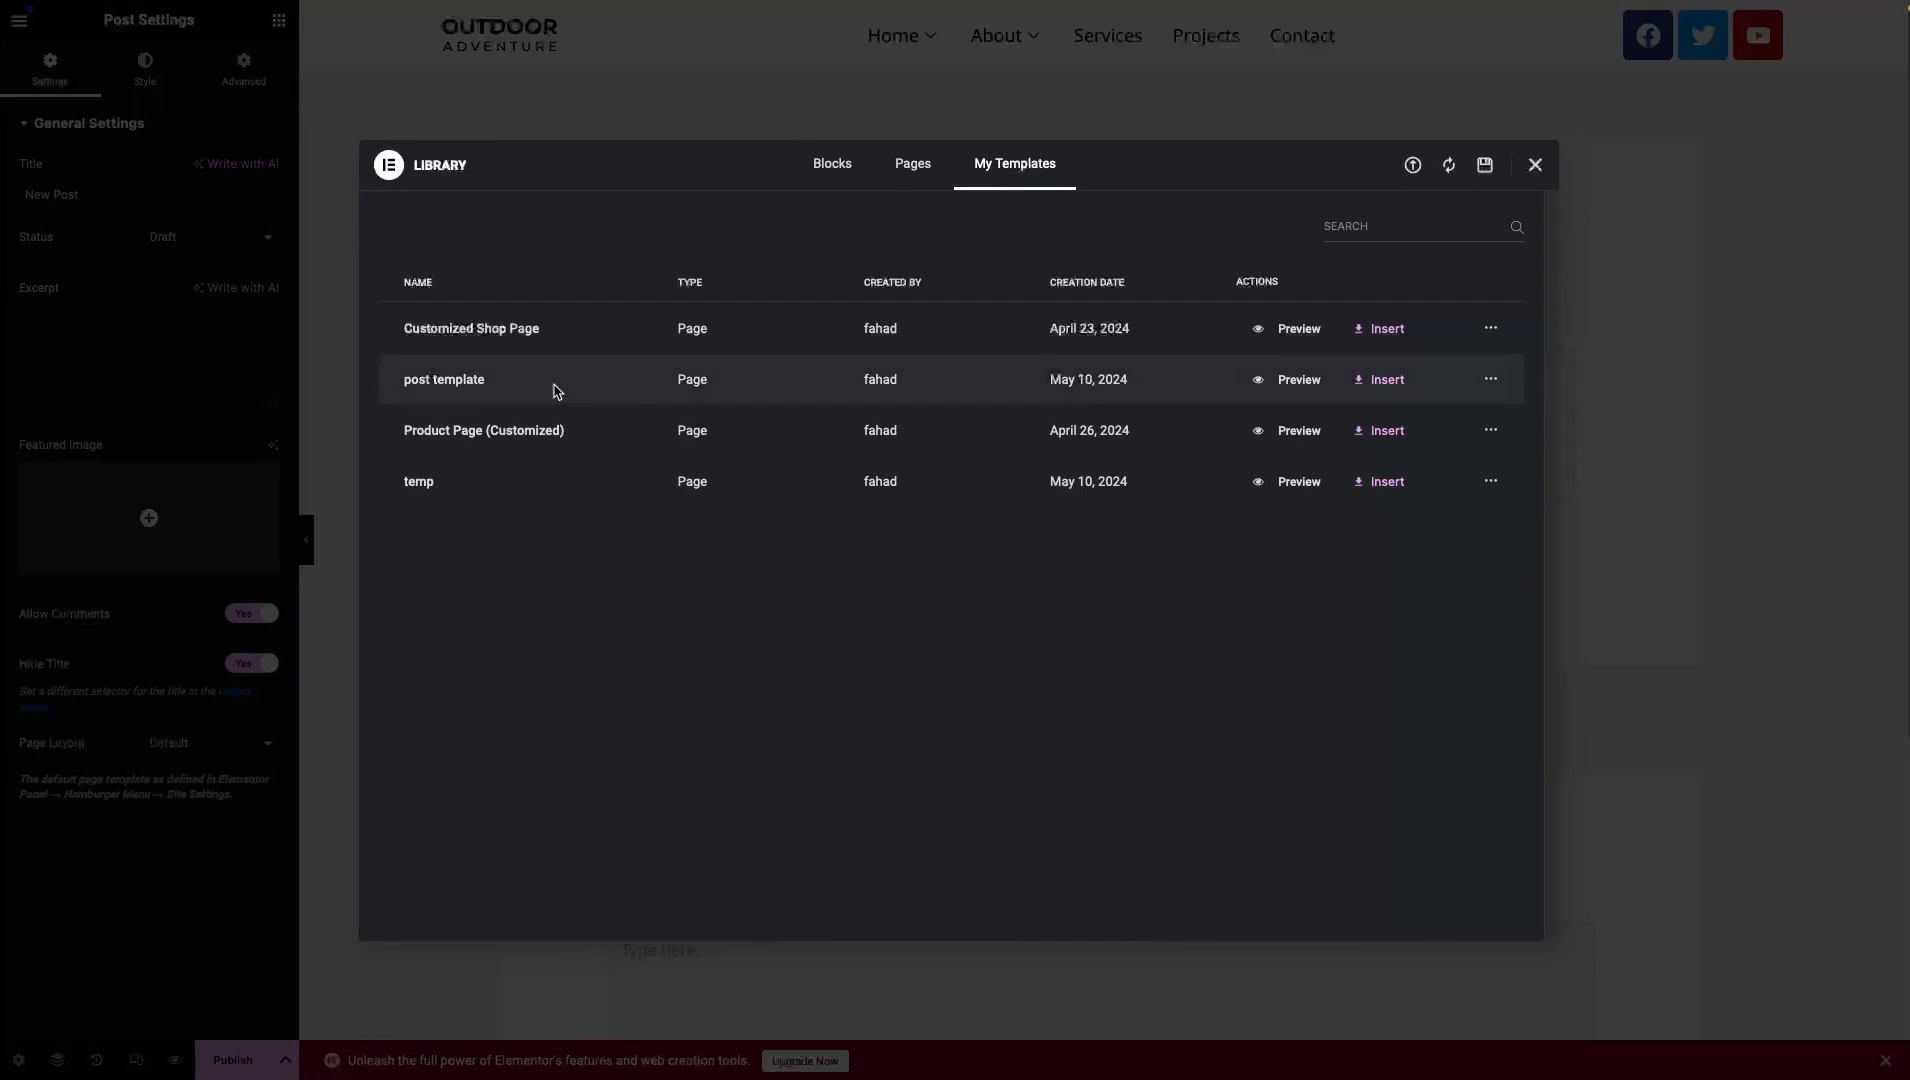 Post Settings
Settings
Style
Advanced
General Settings
Title
Write with AI
New Post
Status
Draft
Excerpt
Write with AI
Featured Image
Allow Comments
Yes
Hide Title
Yes
Set a different selector for the title in the Layout
panel
Page Layout
Default
The default page template as defined in Elementor
Panel → Hamburger Menu → Site Settings.
Publish
OUTDOOR
ADVENTURE
Home
About
Services
Projects
Contact
LIBRARY
Blocks
Pages
My Templates
SEARCH
NAME TYPE CREATED BY CREATION DATE ACTIONS
Customized Shop Page Page fahad April 23, 2024 Preview Insert
post template Page fahad May 10, 2024 Preview Insert
Product Page (Customized) Page fahad April 26, 2024 Preview Insert
temp Page fahad May 10, 2024 Preview Insert
Type here..
Unleash the full power of Elementor's features and web creation tools.
Upgrade Now